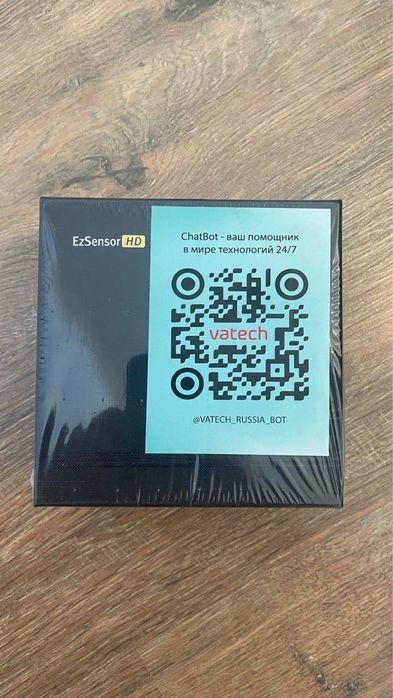 EzSensor HD
ChatBot - ваш помощник
в мире технологий 24/7
vatech
@VATECH_RUSSIA_BOT